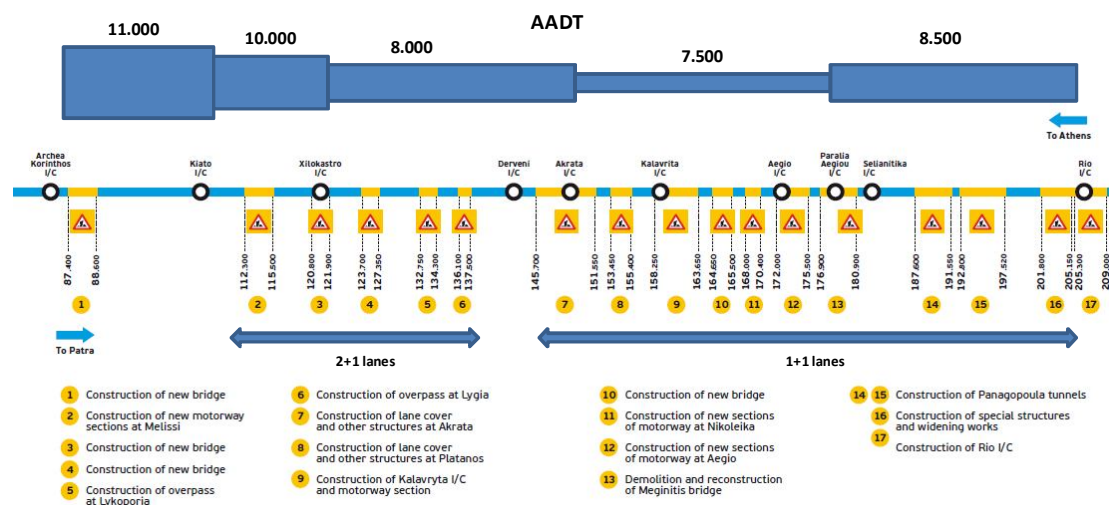 AADT
11.000
10.000
8.000
7.500
8.500
To Athens
Archea
Korinthos
I/C
Kiato
I/C
Xilokastro
I/C
Derveni
I/C
Akrata
I/C
Kalavrita
I/C
Aegio
I/C
Paralia
Aegiou
I/C
Selianitika
I/C
Rio
I/C
87.400
88.600
112.300
115.500
120.800
121.900
123.700
127.350
132.750
134.300
136.100
137.500
145.700
151.550
153.450
155.400
158.250
163.650
164.650
165.500
168.000
170.400
172.000
175.500
176.900
180.900
187.600
191.550
192.800
197.520
201.800
205.150
205.300
209.000
1
2
3
4
5
6
7
8
9
10
11
12
13
14
15
16
17
To Patra
2+1 lanes
1+1 lanes
1 Construction of new bridge
2 Construction of new motorway
sections at Melissi
3 Construction of new bridge
4 Construction of new bridge
5 Construction of overpass
at Lykoporia
6 Construction of overpass at Lygia
7 Construction of lane cover
and other structures at Akrata
8 Construction of lane cover
and other structures at Platanos
9 Construction of Kalavryta I/C
and motorway section
10 Construction of new bridge
11 Construction of new sections
of motorway at Nikoleika
12 Construction of new sections
of motorway at Aegio
13 Demolition and reconstruction
of Meginitis bridge
14 15 Construction of Panagopoula tunnels
16 Construction of special structures
and widening works
17 Construction of Rio I/C